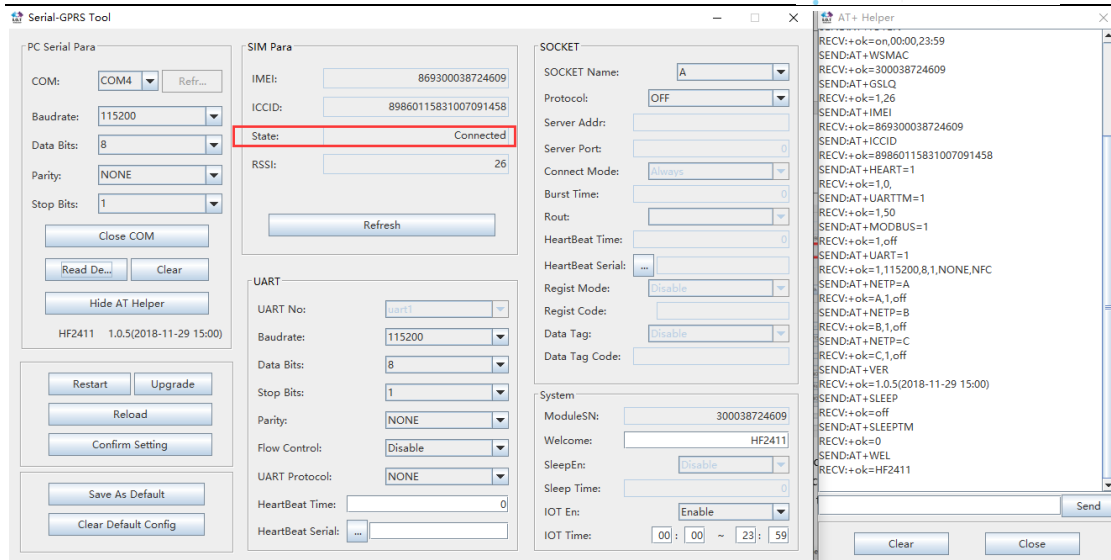 Serial-GPRS Tool
PC Serial Para
COM: COM4 Refr...
Baudrate: 115200
Data Bits: 8
Parity: NONE
Stop Bits: 1
Close COM
Read De... Clear
Hide AT Helper
HF2411 1.0.5(2018-11-29 15:00)
Restart Upgrade
Reload
Confirm Setting
Save As Default
Clear Default Config
SIM Para
IMEI: 869300038724609
ICCID: 89860115831007091458
State: Connected
RSSI: 26
Refresh
UART
UART No: uart1
Baudrate: 115200
Data Bits: 8
Stop Bits: 1
Parity: NONE
Flow Control: Disable
UART Protocol: NONE
HeartBeat Time: 0
HeartBeat Serial: ...
SOCKET
SOCKET Name: A
Protocol: OFF
Server Addr:
Server Port: 0
Connect Mode: Always
Burst Time: 0
Rout:
HeartBeat Time: 0
HeartBeat Serial: ...
Regist Mode: Disable
Regist Code:
Data Tag: Disable
Data Tag Code:
System
ModuleSN: 300038724609
Welcome: HF2411
SleepEn: Disable
Sleep Time: 0
IOT En: Enable
IOT Time: 00 : 00 ~ 23 : 59
AT+ Helper
RECV:+ok=on,00:00,23:59
SEND:AT+WSMAC
RECV:+ok=300038724609
SEND:AT+GSLQ
RECV:+ok=1,26
SEND:AT+IMEI
RECV:+ok=869300038724609
SEND:AT+ICCID
RECV:+ok=89860115831007091458
SEND:AT+HEART=1
RECV:+ok=1,0,
SEND:AT+UARTTM=1
RECV:+ok=1,50
SEND:AT+MODBUS=1
RECV:+ok=1,off
SEND:AT+UART=1
RECV:+ok=1,115200,8,1,NONE,NFC
SEND:AT+NETP=A
RECV:+ok=A,1,off
SEND:AT+NETP=B
RECV:+ok=B,1,off
SEND:AT+NETP=C
RECV:+ok=C,1,off
SEND:AT+VER
RECV:+ok=1.0.5(2018-11-29 15:00)
SEND:AT+SLEEP
RECV:+ok=off
SEND:AT+SLEEPTM
RECV:+ok=0
SEND:AT+WEL
RECV:+ok=HF2411
Send
Clear Close